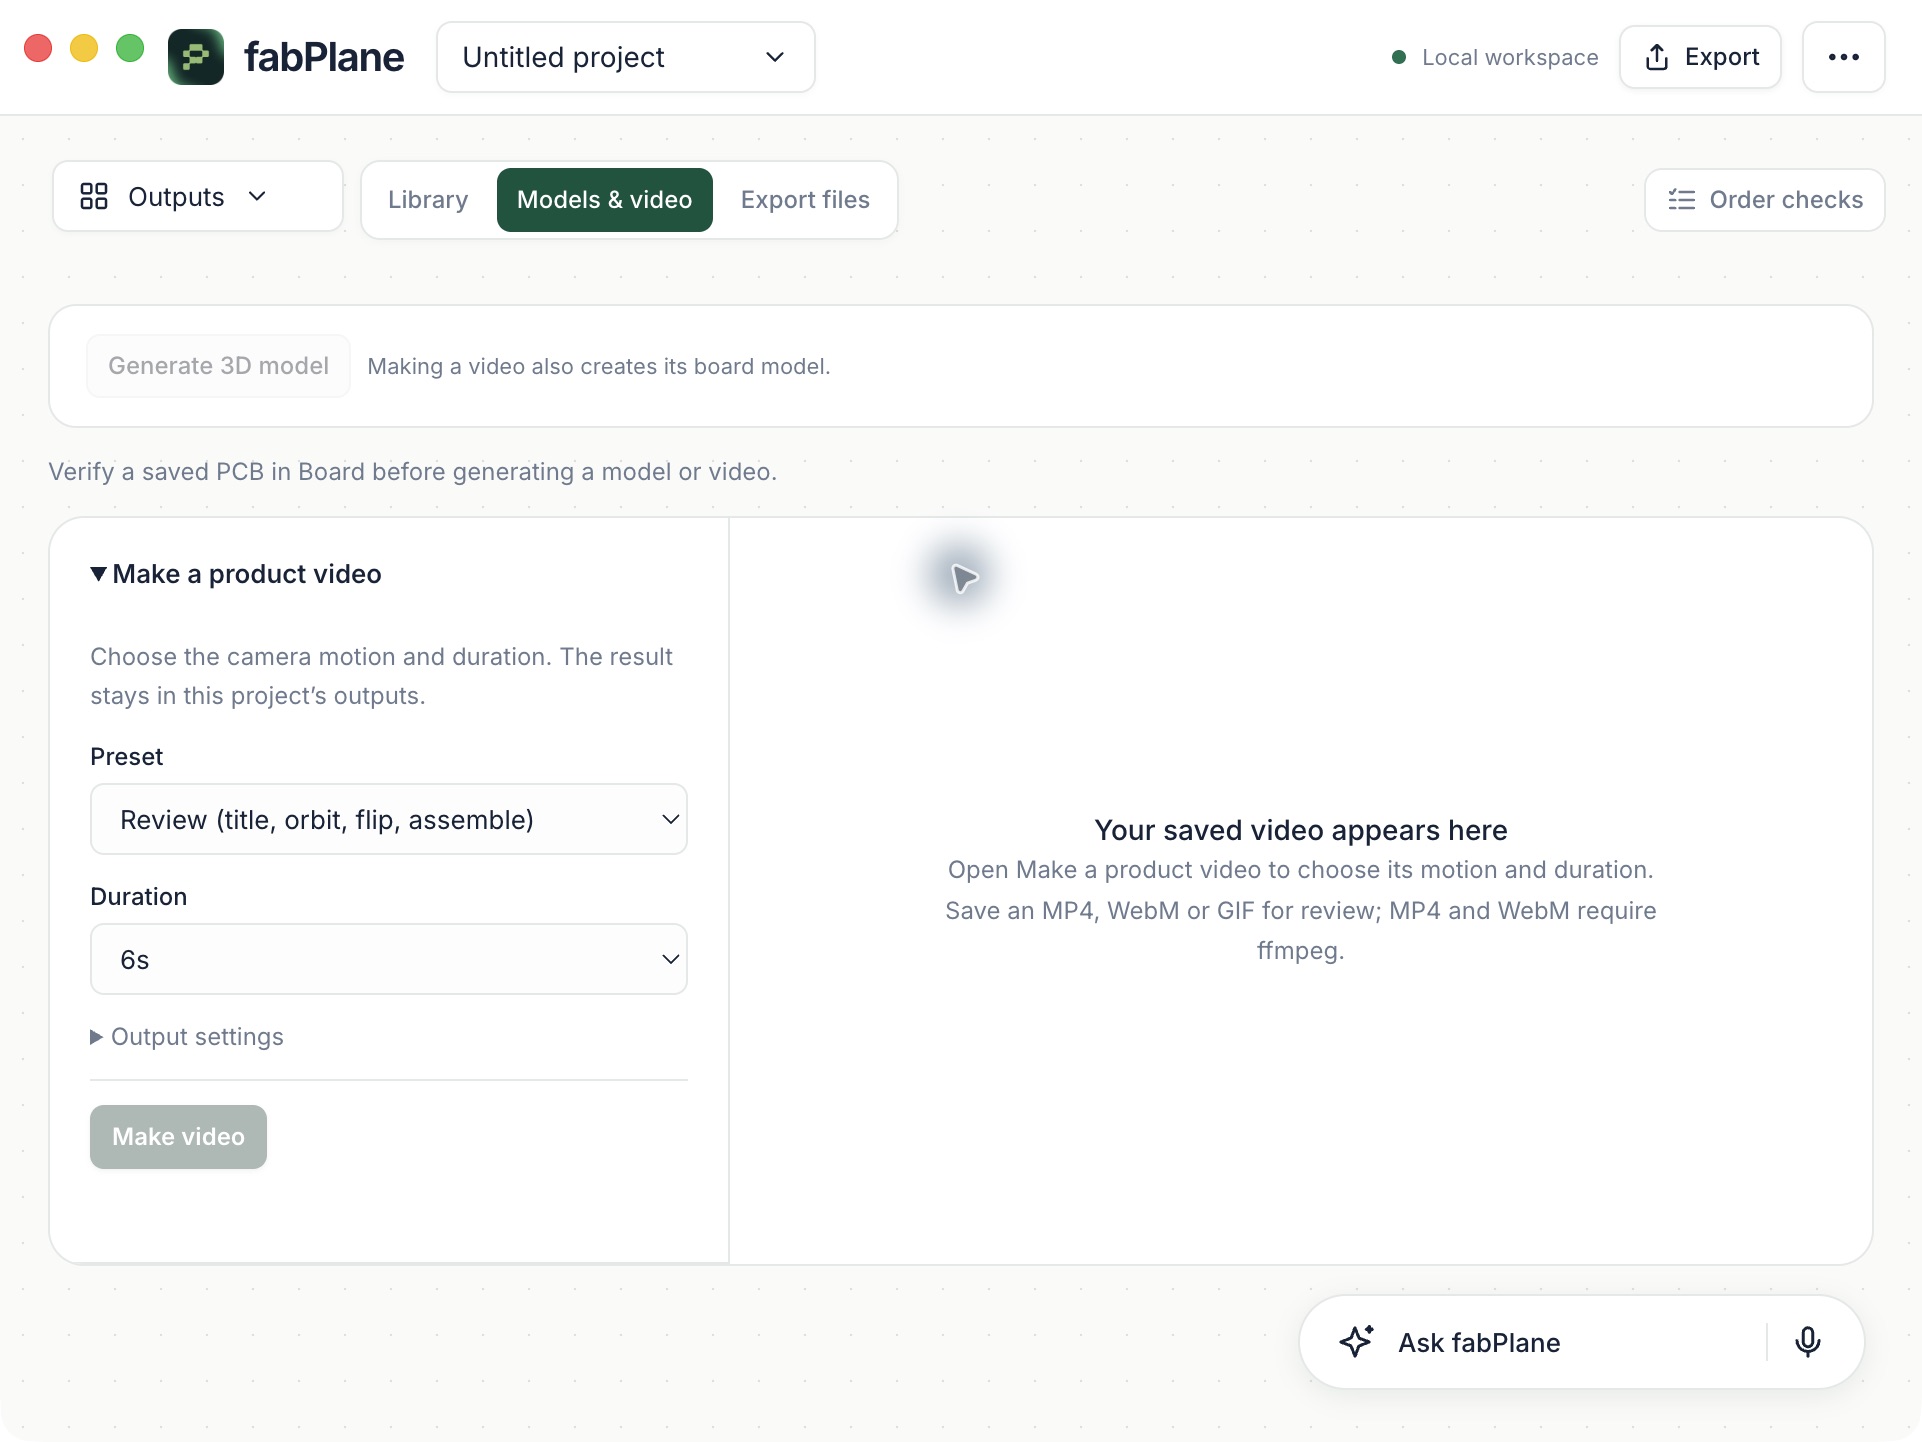 fabPlane
Untitled project
Local workspace
Export
Outputs
Library
Models & video
Export files
Order checks
Generate 3D model
Making a video also creates its board model.
Verify a saved PCB in Board before generating a model or video.
Make a product video
Choose the camera motion and duration. The result
stays in this project’s outputs.
Preset
Review (title, orbit, flip, assemble)
Duration
6s
Output settings
Make video
Your saved video appears here
Open Make a product video to choose its motion and duration.
Save an MP4, WebM or GIF for review; MP4 and WebM require
ffmpeg.
Ask fabPlane